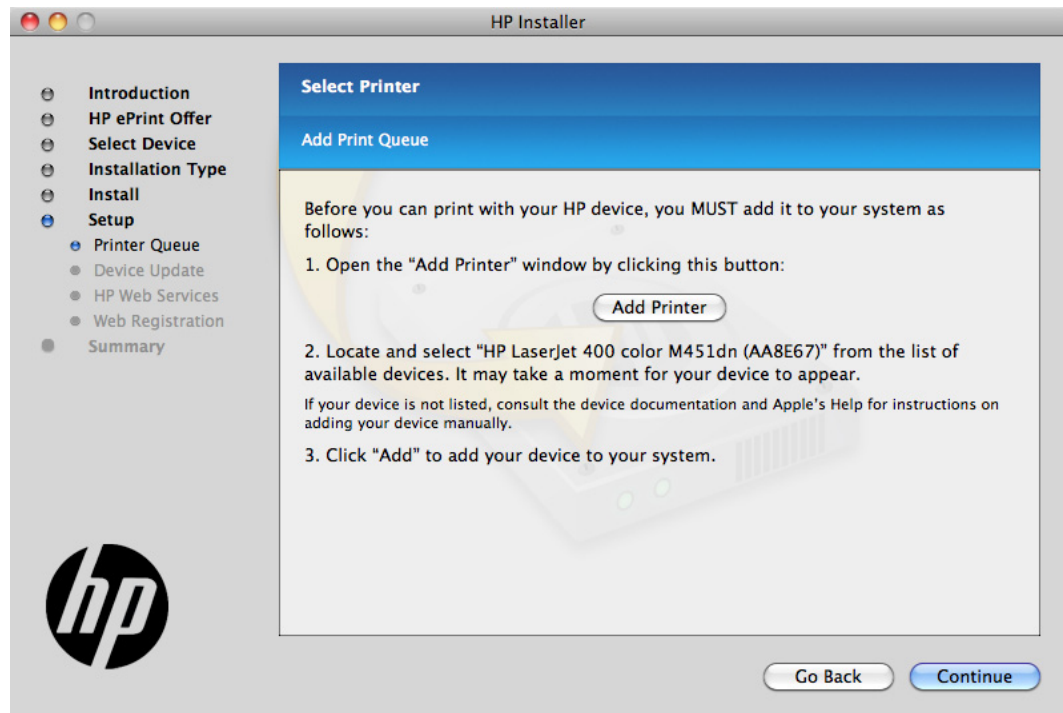 HP Installer
Introduction
HP ePrint Offer
Select Device
Installation Type
Install
Setup
Printer Queue
Device Update
HP Web Services
Web Registration
Summary
Select Printer
Add Print Queue
Before you can print with your HP device, you MUST add it to your system as
follows:
1. Open the “Add Printer” window by clicking this button:
Add Printer
2. Locate and select “HP LaserJet 400 color M451dn (AA8E67)” from the list of
available devices. It may take a moment for your device to appear.
If your device is not listed, consult the device documentation and Apple’s Help for instructions on
adding your device manually.
3. Click “Add” to add your device to your system.
hp
Go Back
Continue